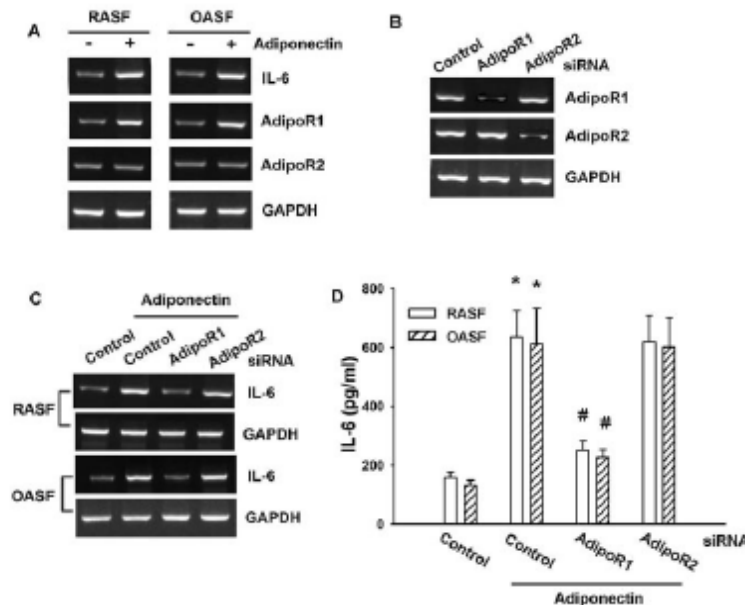 A
RASF OASF
- + - + Adiponectin
IL-6
AdipoR1
AdipoR2
GAPDH
B
Control AdipoR1 AdipoR2 siRNA
AdipoR1
AdipoR2
GAPDH
C
Adiponectin
Control Control AdipoR1 AdipoR2 siRNA
RASF
IL-6
GAPDH
OASF
IL-6
GAPDH
D
RASF
OASF
* *
# #
IL-6 (pg/ml)
800
600
400
200
0
Control Control AdipoR1 AdipoR2 siRNA
Adiponectin